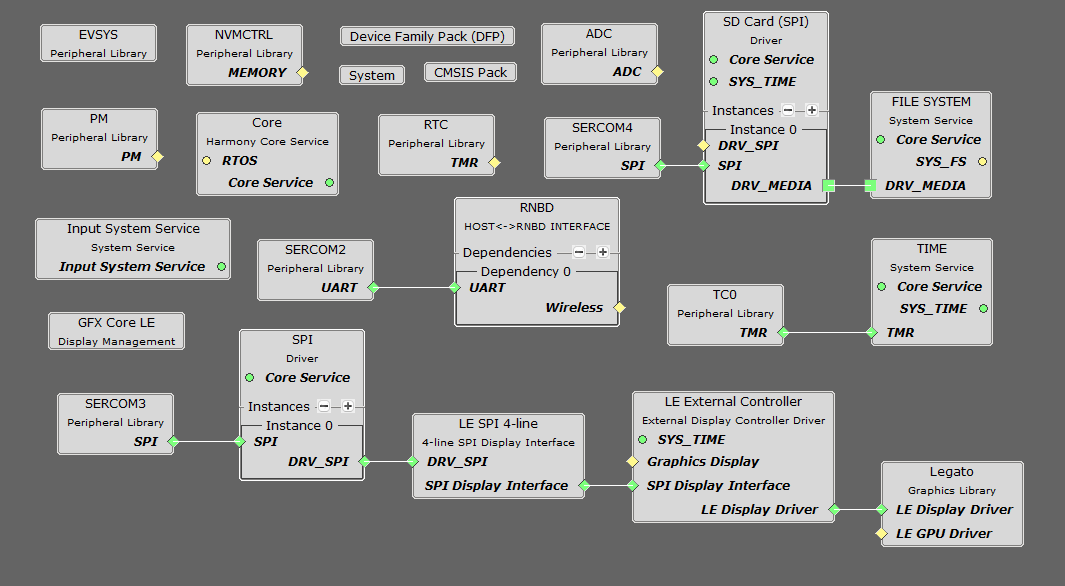 EVSYS
Peripheral Library
NVMCTRL
Peripheral Library
MEMORY
Device Family Pack (DFP)
System
CMSIS Pack
ADC
Peripheral Library
ADC
SD Card (SPI)
Driver
Core Service
SYS_TIME
Instances
Instance 0
DRV_SPI
SPI
DRV_MEDIA
FILE SYSTEM
System Service
Core Service
SYS_FS
DRV_MEDIA
PM
Peripheral Library
PM
Core
Harmony Core Service
RTOS
Core Service
RTC
Peripheral Library
TMR
SERCOM4
Peripheral Library
SPI
Input System Service
System Service
Input System Service
SERCOM2
Peripheral Library
UART
RNBD
HOST<->RNBD INTERFACE
Dependencies
Dependency 0
UART
Wireless
TC0
Peripheral Library
TMR
TIME
System Service
Core Service
SYS_TIME
TMR
GFX Core LE
Display Management
SERCOM3
Peripheral Library
SPI
SPI
Driver
Core Service
Instances
Instance 0
SPI
DRV_SPI
LE SPI 4-line
4-line SPI Display Interface
DRV_SPI
SPI Display Interface
LE External Controller
External Display Controller Driver
SYS_TIME
Graphics Display
SPI Display Interface
LE Display Driver
Legato
Graphics Library
LE Display Driver
LE GPU Driver